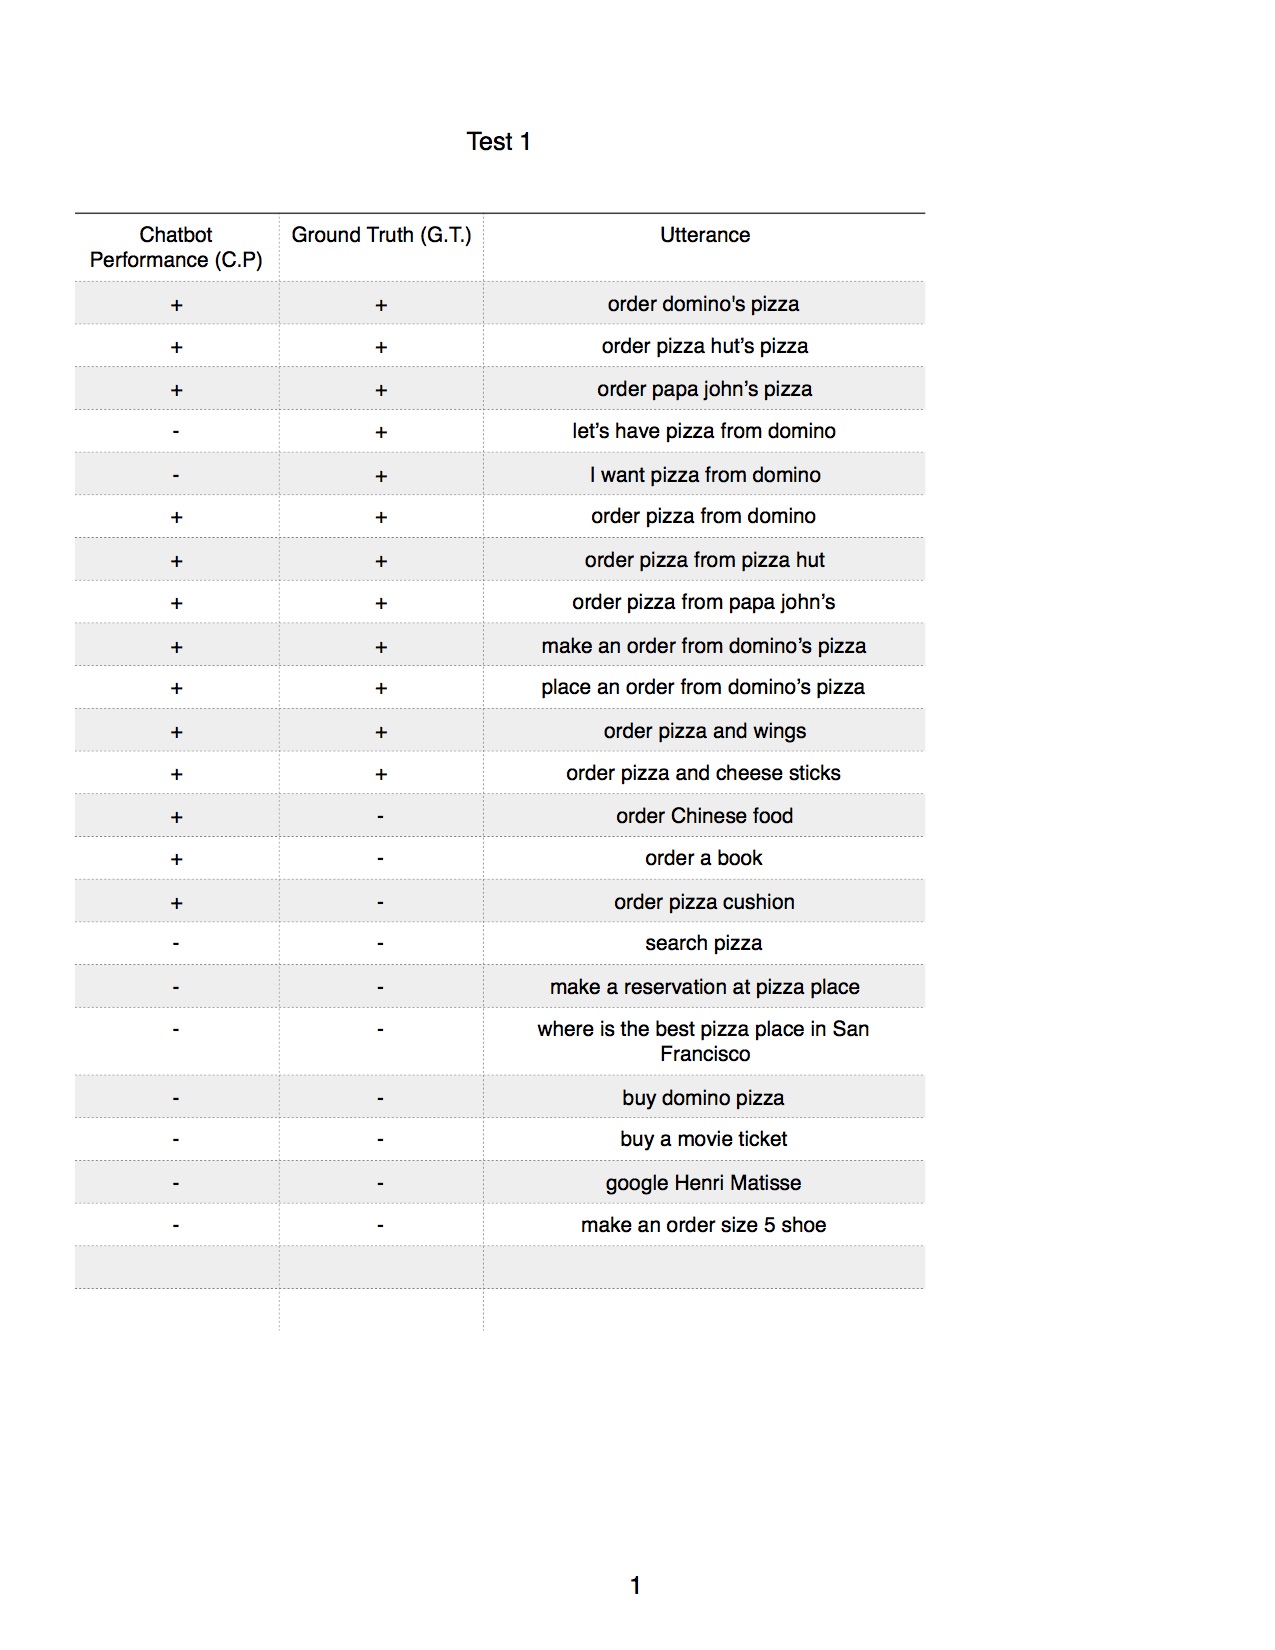 Test 1
Chatbot Performance (C.P) Ground Truth (G.T.) Utterance
+ + order domino's pizza
+ + order pizza hut’s pizza
+ + order papa john’s pizza
- + let’s have pizza from domino
- + I want pizza from domino
+ + order pizza from domino
+ + order pizza from pizza hut
+ + order pizza from papa john’s
+ + make an order from domino’s pizza
+ + place an order from domino’s pizza
+ + order pizza and wings
+ + order pizza and cheese sticks
+ - order Chinese food
+ - order a book
+ - order pizza cushion
- - search pizza
- - make a reservation at pizza place
- - where is the best pizza place in San
Francisco
- - buy domino pizza
- - buy a movie ticket
- - google Henri Matisse
- - make an order size 5 shoe
1